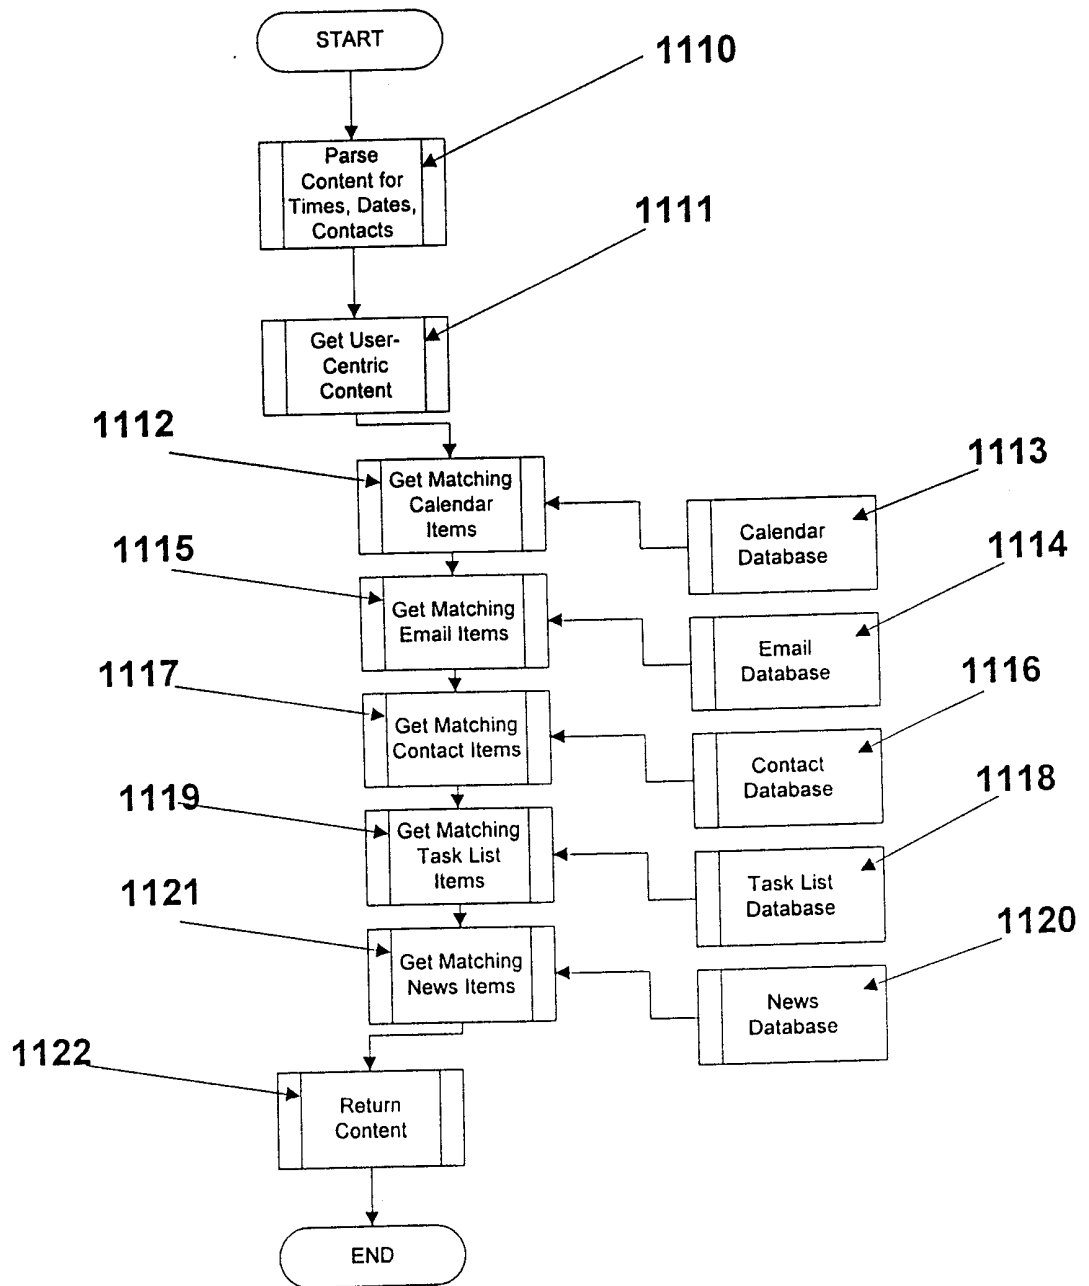 START
1110
Parse
Content for
Times, Dates,
Contacts
1111
Get User-
Centric
Content
1112
Get Matching
Calendar
Items
1113
Calendar
Database
1115
Get Matching
Email Items
1114
Email
Database
1117
Get Matching
Contact Items
1116
Contact
Database
1119
Get Matching
Task List
Items
1118
Task List
Database
1121
Get Matching
News Items
1120
News
Database
1122
Return
Content
END